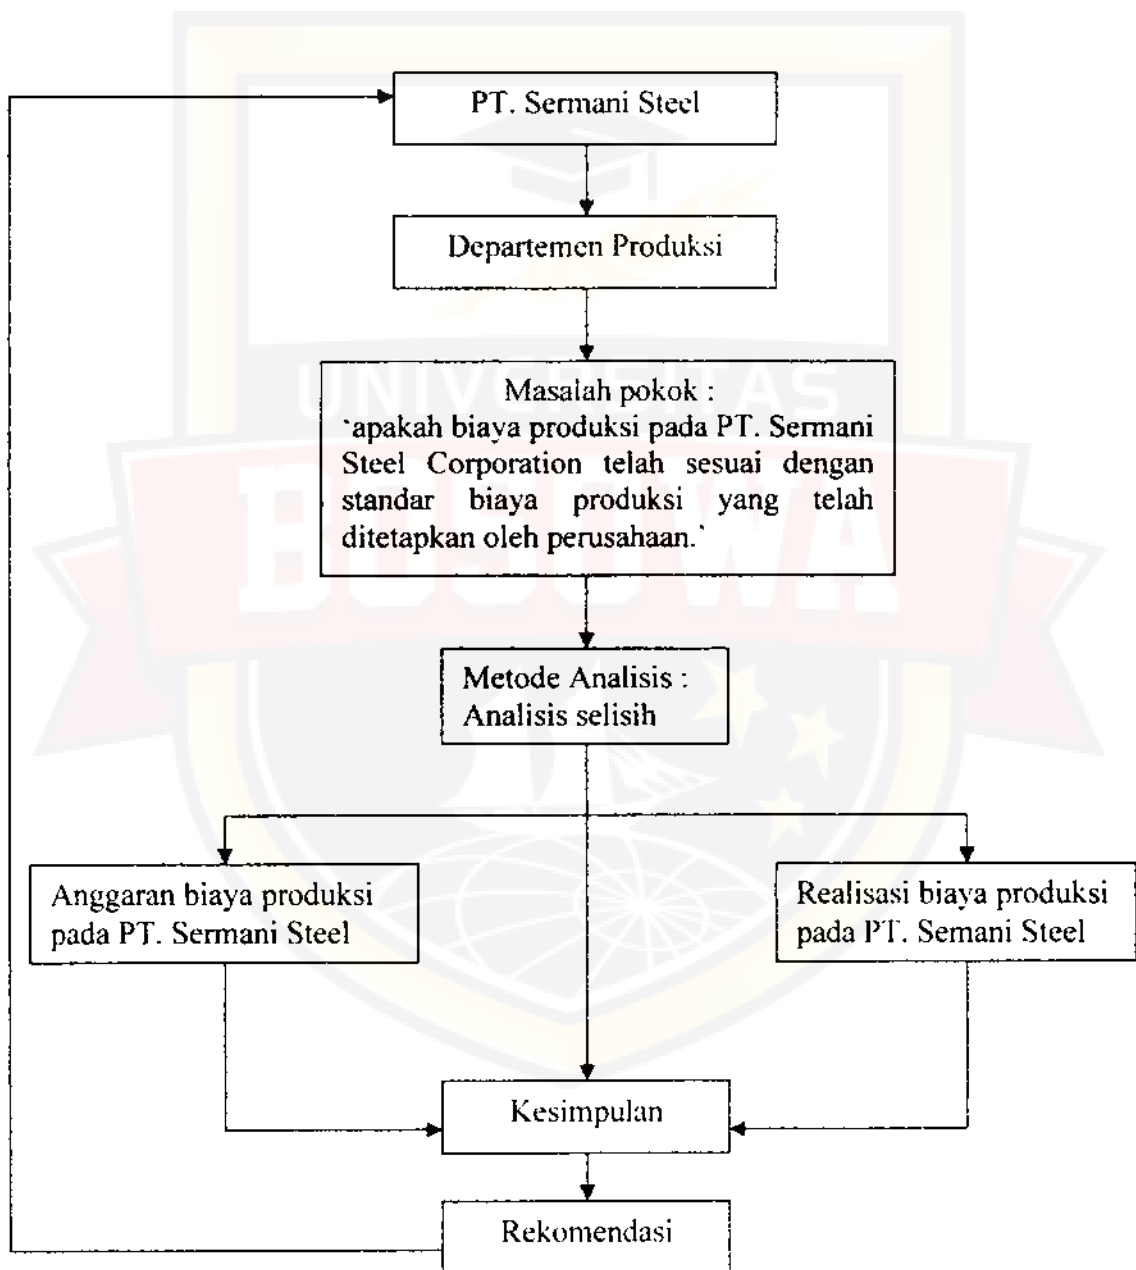 PT. Sermani Steel
Departemen Produksi
UNIVERSITAS
BOSOWA
Masalah pokok :
`apakah biaya produksi pada PT. Sermani
Steel Corporation telah sesuai dengan
standar biaya produksi yang telah
ditetapkan oleh perusahaan.`
Metode Analisis :
Analisis selisih
Anggaran biaya produksi
pada PT. Sermani Steel
Realisasi biaya produksi
pada PT. Semani Steel
Kesimpulan
Rekomendasi